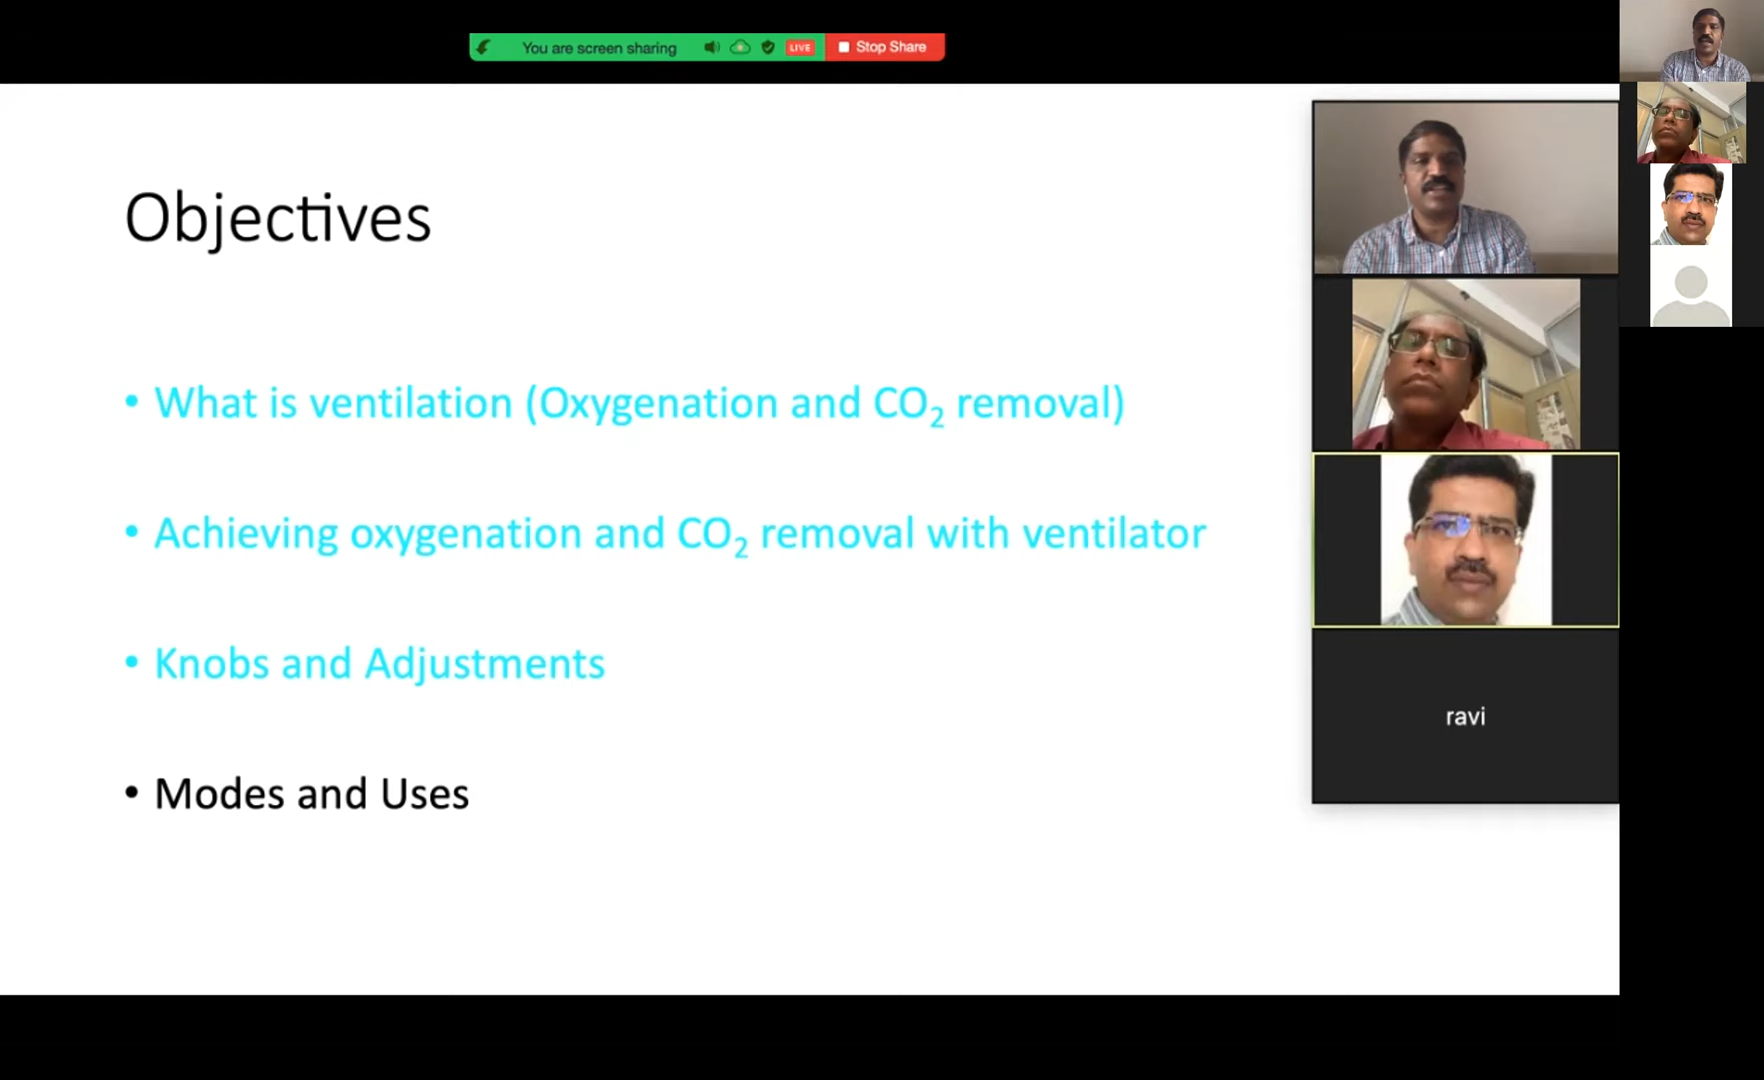 You are screen sharing
LIVE
Stop Share
Objectives
• What is ventilation (Oxygenation and CO₂ removal)
• Achieving oxygenation and CO₂ removal with ventilator
• Knobs and Adjustments
• Modes and Uses
ravi